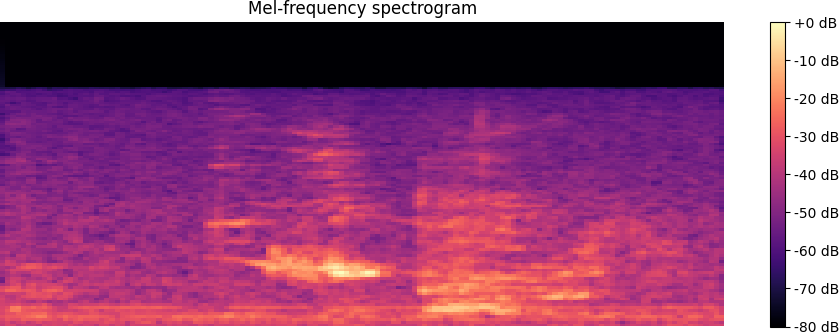 Mel-frequency spectrogram
+0 dB
-10 dB
-20 dB
-30 dB
-40 dB
-50 dB
-60 dB
-70 dB
-80 dB